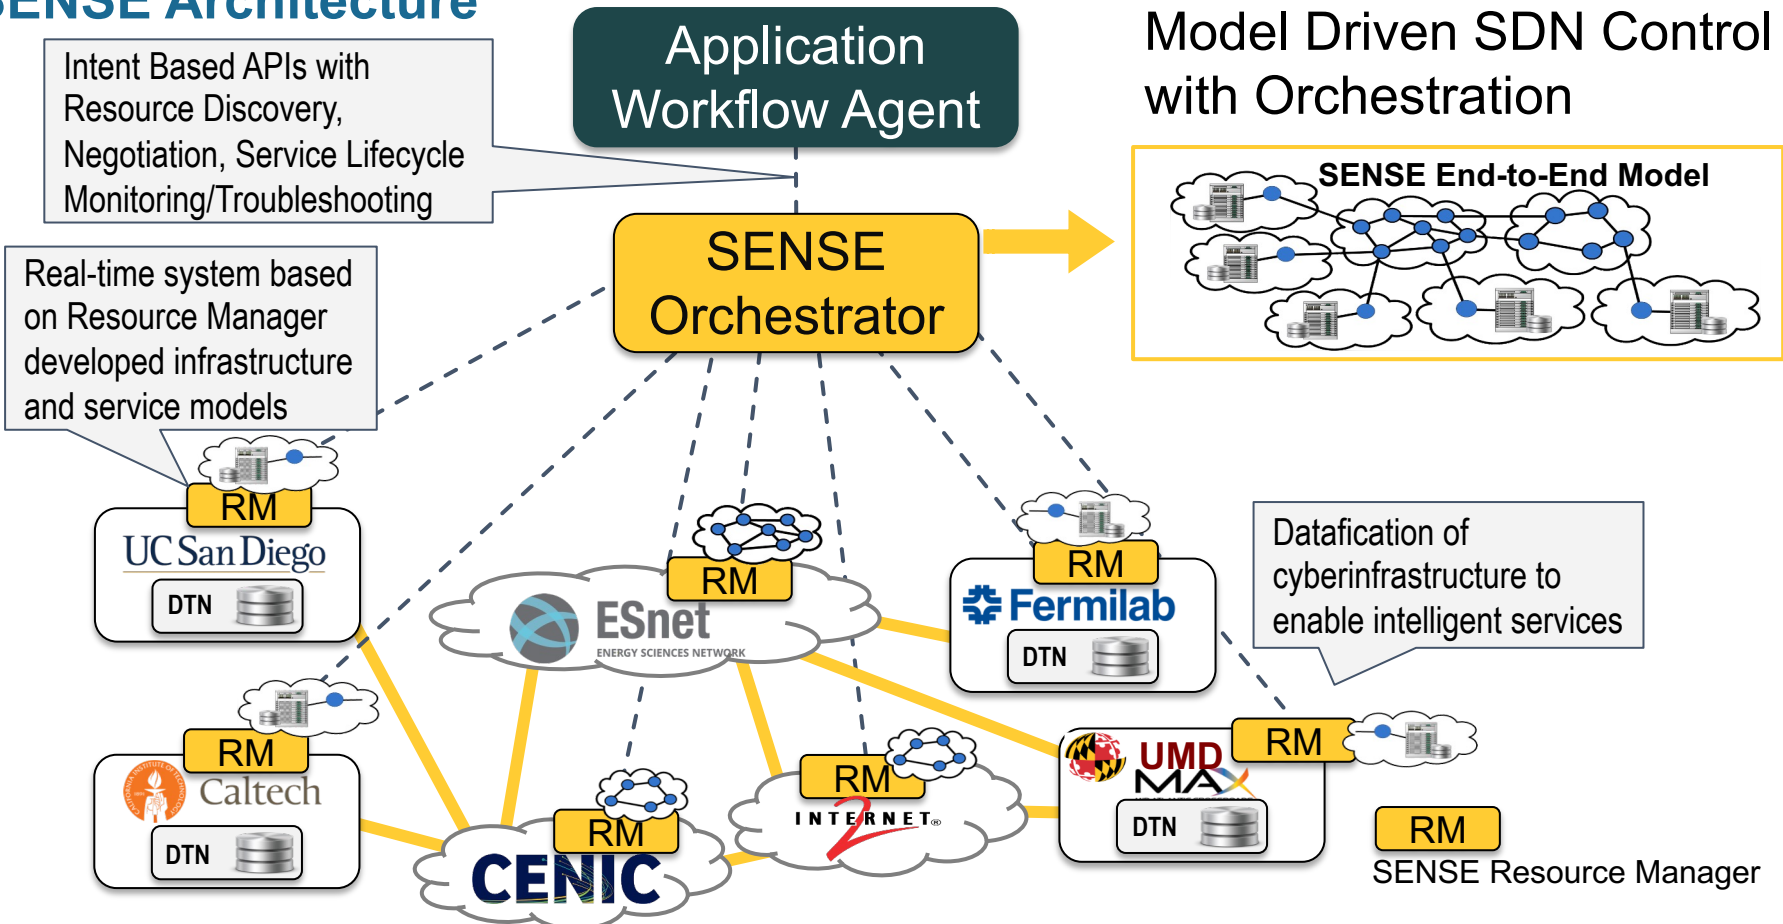 SENSE Architecture
Application
Workflow Agent
Model Driven SDN Control
with Orchestration
Intent Based APIs with
Resource Discovery,
Negotiation, Service Lifecycle
Monitoring/Troubleshooting
SENSE End-to-End Model
SENSE
Orchestrator
Real-time system based
on Resource Manager
developed infrastructure
and service models
RM
UC San Diego
DTN
RM
ESnet
ENERGY SCIENCES NETWORK
RM
Fermilab
DTN
Datafication of
cyberinfrastructure to
enable intelligent services
RM
Caltech
DTN
RM
CENIC
RM
INTERNET®
2
RM
UMD
MAX
DTN
RM
SENSE Resource Manager